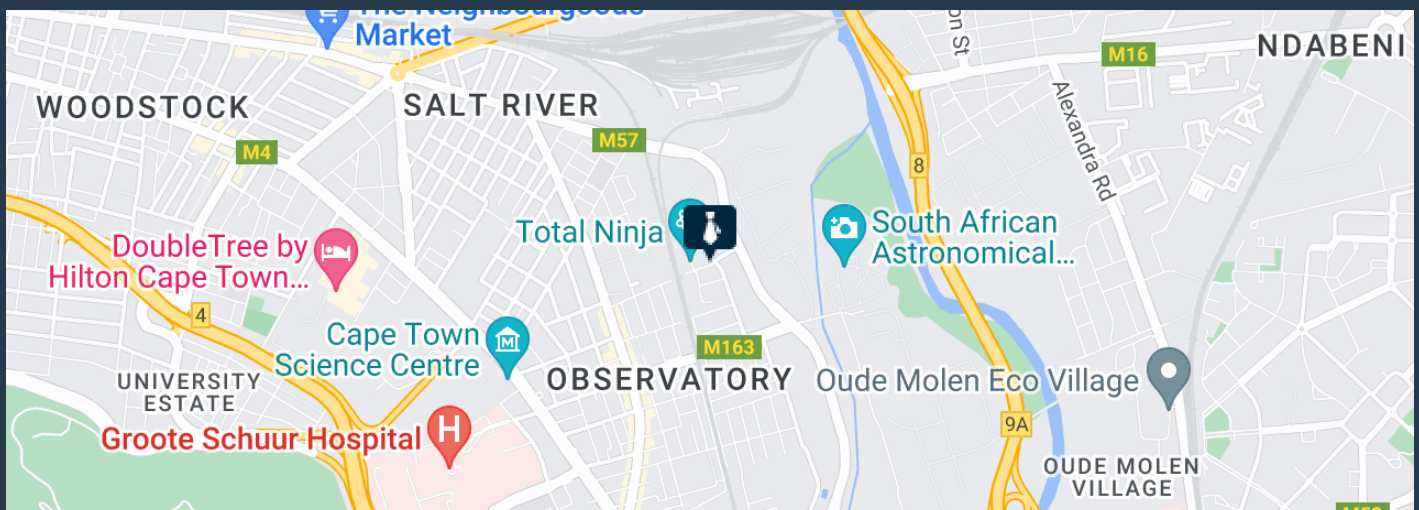 The Neighbourgoods
Market
on St
M16
NDABENI
WOODSTOCK
SALT RIVER
Alexandra Rd
M57
M4
8
Total Ninja
South African
Astronomical...
DoubleTree by
Hilton Cape Town...
4
Cape Town
Science Centre
M163
UNIVERSITY
ESTATE
OBSERVATORY
Oude Molen Eco Village
Groote Schuur Hospital
H
9A
OUDE MOLEN
VILLAGE